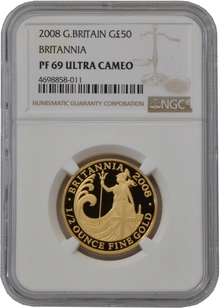 2008 G.BRITAIN G£50
BRITANNIA
PF 69 ULTRA CAMEO
4698858-011
NUMISMATIC GUARANTY CORPORATION
NGC
BRITANNIA 2008
1/2 OUNCE FINE GOLD